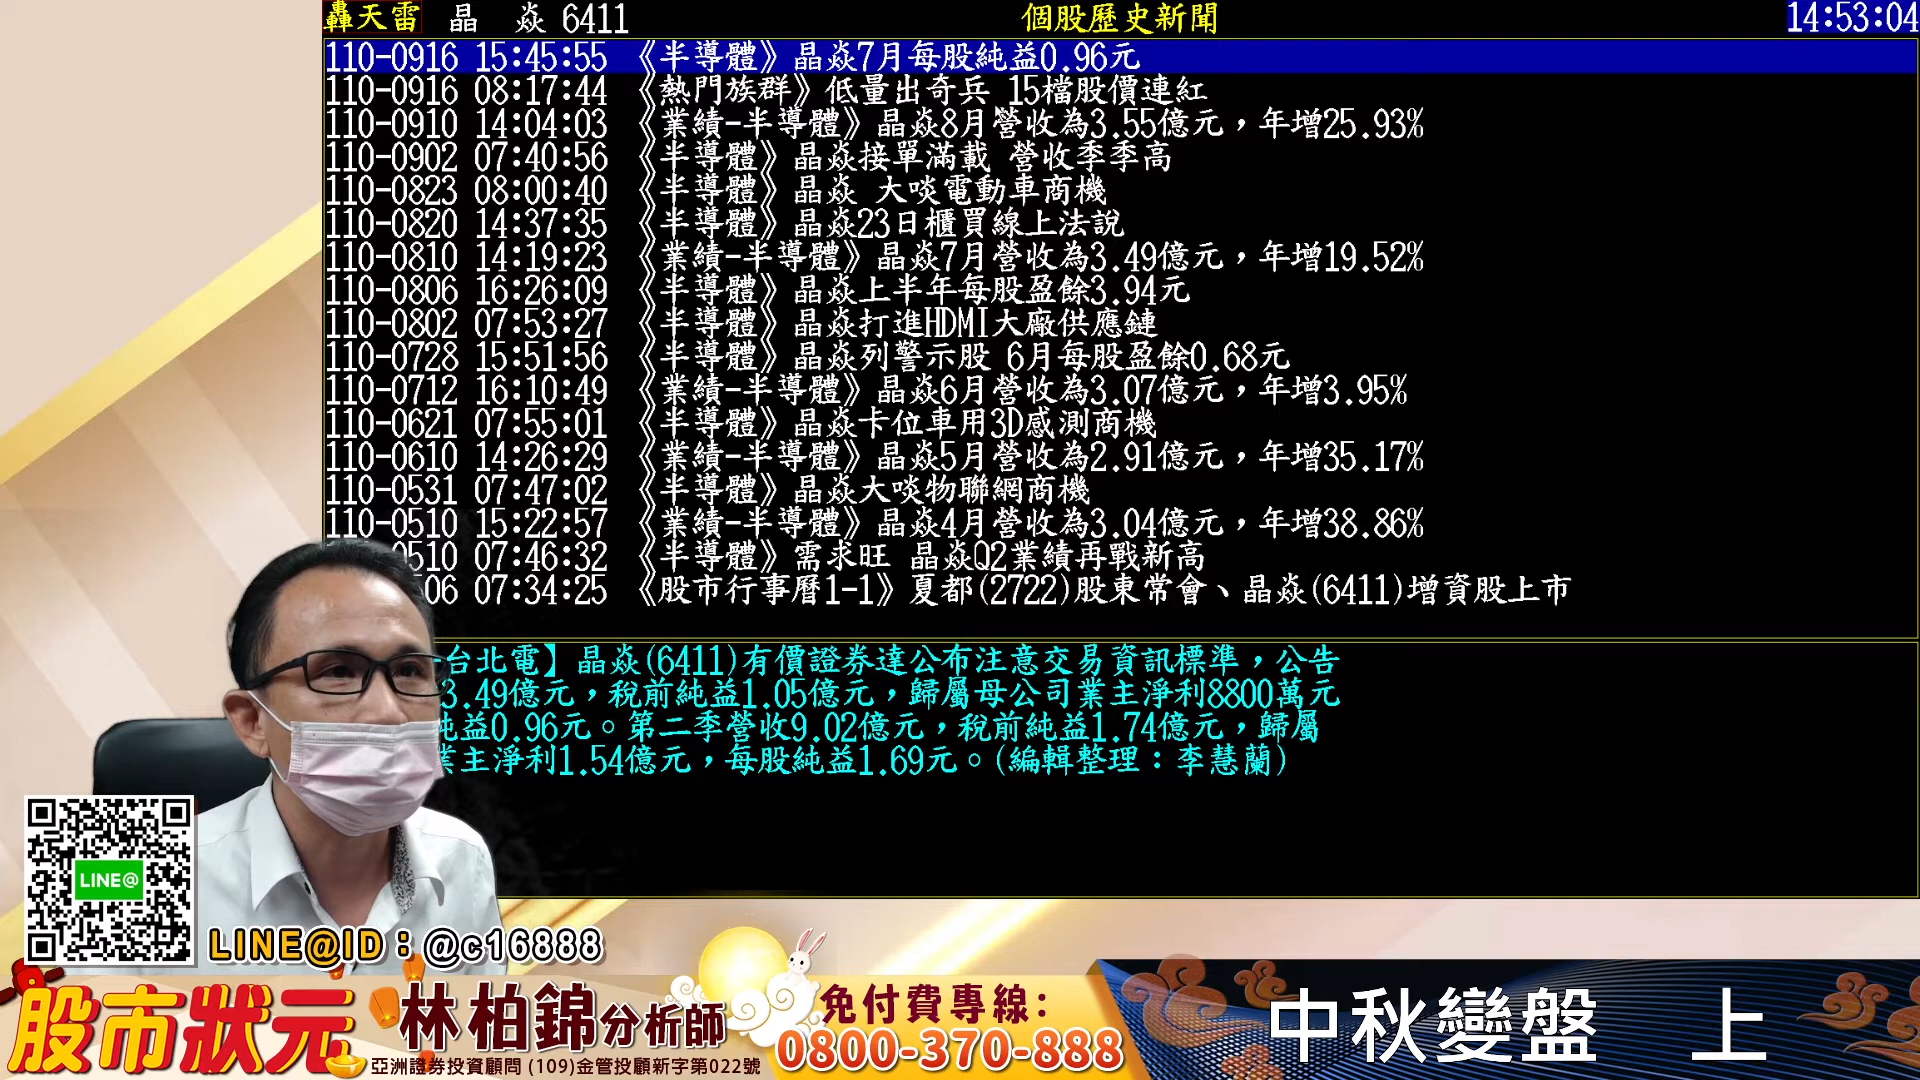 轟天雷 晶 焱 6411 個股歷史新聞 14:53:04
110-0916 15:45:55 《半導體》晶焱7月每股純益0.96元
110-0916 08:17:44 《熱門族群》低量出奇兵 15檔股價連紅
110-0910 14:04:03 《業績-半導體》晶焱8月營收為3.55億元，年增25.93%
110-0902 07:40:56 《半導體》晶焱接單滿載 營收季季高
110-0823 08:00:40 《半導體》晶焱 大啖電動車商機
110-0820 14:37:35 《半導體》晶焱23日櫃買線上法說
110-0810 14:19:23 《業績-半導體》晶焱7月營收為3.49億元，年增19.52%
110-0806 16:26:09 《半導體》晶焱上半年每股盈餘3.94元
110-0802 07:53:27 《半導體》晶焱打進HDMI大廠供應鏈
110-0728 15:51:56 《半導體》晶焱列警示股 6月每股盈餘0.68元
110-0712 16:10:49 《業績-半導體》晶焱6月營收為3.07億元，年增3.95%
110-0621 07:55:01 《半導體》晶焱卡位車用3D感測商機
110-0610 14:26:29 《業績-半導體》晶焱5月營收為2.91億元，年增35.17%
110-0531 07:47:02 《半導體》晶焱大啖物聯網商機
110-0510 15:22:57 《業績-半導體》晶焱4月營收為3.04億元，年增38.86%
0510 07:46:32 《半導體》需求旺 晶焱Q2業績再戰新高
06 07:34:25 《股市行事曆1-1》夏都(2722)股東常會、晶焱(6411)增資股上市
台北電】晶焱(6411)有價證券達公布注意交易資訊標準，公告
3.49億元，稅前純益1.05億元，歸屬母公司業主淨利8800萬元
純益0.96元。第二季營收9.02億元，稅前純益1.74億元，歸屬
業主淨利1.54億元，每股純益1.69元。(編輯整理：李慧蘭)
LINE@
LINE@ID：@c16888
股市狀元 林柏錦分析師
亞洲證券投資顧問 (109)金管投顧新字第022號
免付費專線：
0800-370-888
中秋變盤 上